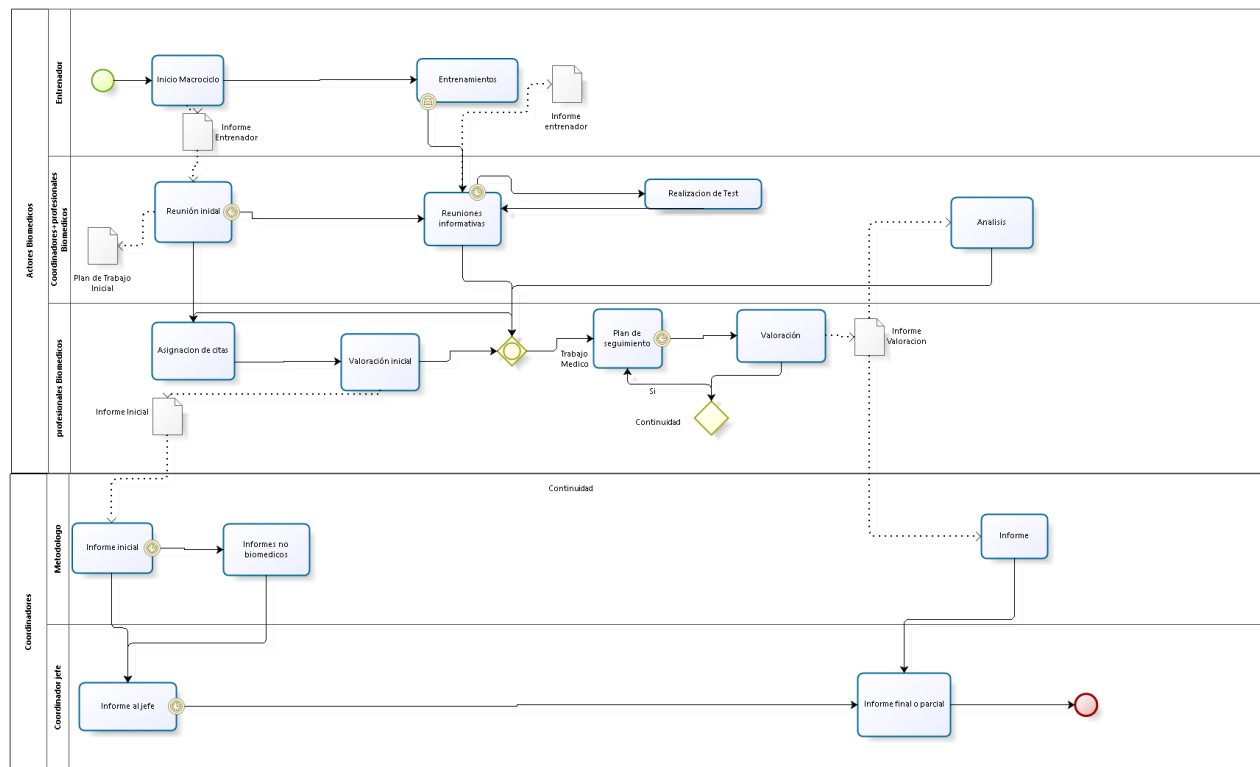 Actores Biomedicos
Entrenador
Inicio Macrociclo
Entrenamientos
Informe
Entrenador
Informe
entrenador
Coordinadores+profesionales
Biomedicos
Reunión inicial
Reuniones
informativas
Realizacion de Test
Analisis
Plan de Trabajo
Inicial
profesionales Biomedicos
Asignacion de citas
Valoración inicial
Trabajo
Medico
Plan de
seguimiento
Valoración
Informe
Valoracion
Si
Continuidad
Informe Inicial
Coordinadores
Metodologo
Continuidad
Informe inicial
Informes no
biomedicos
Informe
Coordinador jefe
Informe al jefe
Informe final o parcial